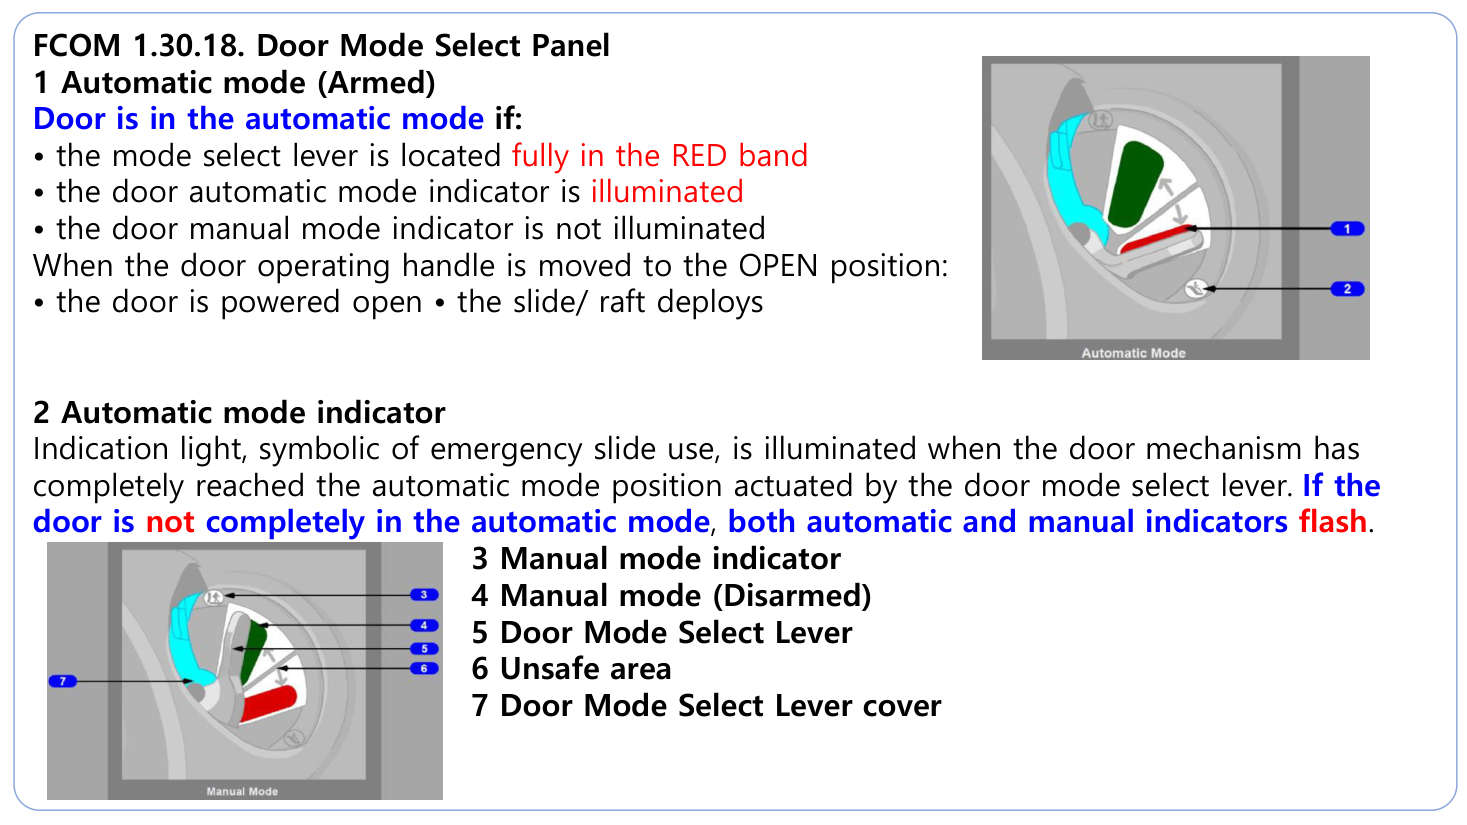 FCOM 1.30.18. Door Mode Select Panel
1 Automatic mode (Armed)
Door is in the automatic mode if:
• the mode select lever is located fully in the RED band
• the door automatic mode indicator is illuminated
• the door manual mode indicator is not illuminated
When the door operating handle is moved to the OPEN position:
• the door is powered open • the slide/ raft deploys
1
2
Automatic Mode
2 Automatic mode indicator
Indication light, symbolic of emergency slide use, is illuminated when the door mechanism has
completely reached the automatic mode position actuated by the door mode select lever. If the
door is not completely in the automatic mode, both automatic and manual indicators flash.
3
4
5
6
7
Manual Mode
3 Manual mode indicator
4 Manual mode (Disarmed)
5 Door Mode Select Lever
6 Unsafe area
7 Door Mode Select Lever cover